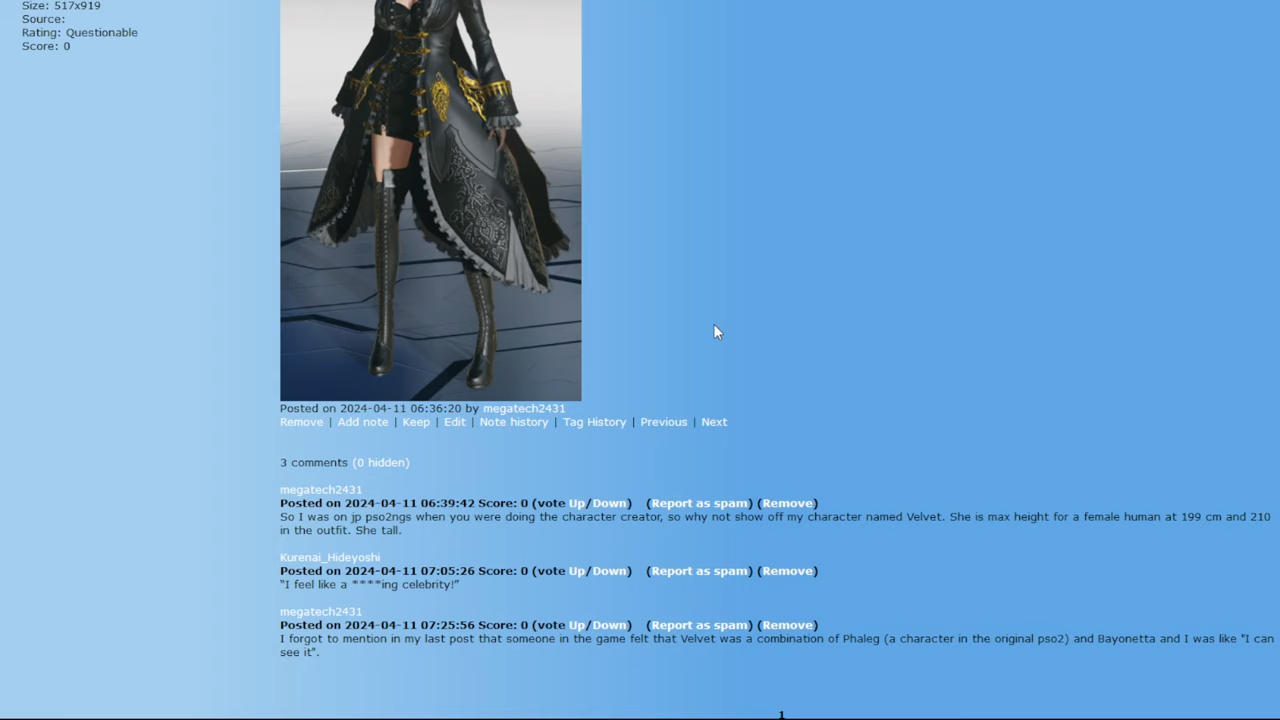 Size: 517x919
Source:
Rating: Questionable
Score: 0
Posted on 2024-04-11 06:36:20 by megatech2431
Remove | Add note | Keep | Edit | Note history | Tag History | Previous | Next
3 comments (0 hidden)
megatech2431
Posted on 2024-04-11 06:39:42 Score: 0 (vote Up/Down) (Report as spam) (Remove)
So I was on jp pso2ngs when you were doing the character creator, so why not show off my character named Velvet. She is max height for a female human at 199 cm and 210
in the outfit. She tall.
Kurenai_Hideyoshi
Posted on 2024-04-11 07:05:26 Score: 0 (vote Up/Down) (Report as spam) (Remove)
"I feel like a ****ing celebrity!"
megatech2431
Posted on 2024-04-11 07:25:56 Score: 0 (vote Up/Down) (Report as spam) (Remove)
I forgot to mention in my last post that someone in the game felt that Velvet was a combination of Phaleg (a character in the original pso2) and Bayonetta and I was like "I can
see it".
1